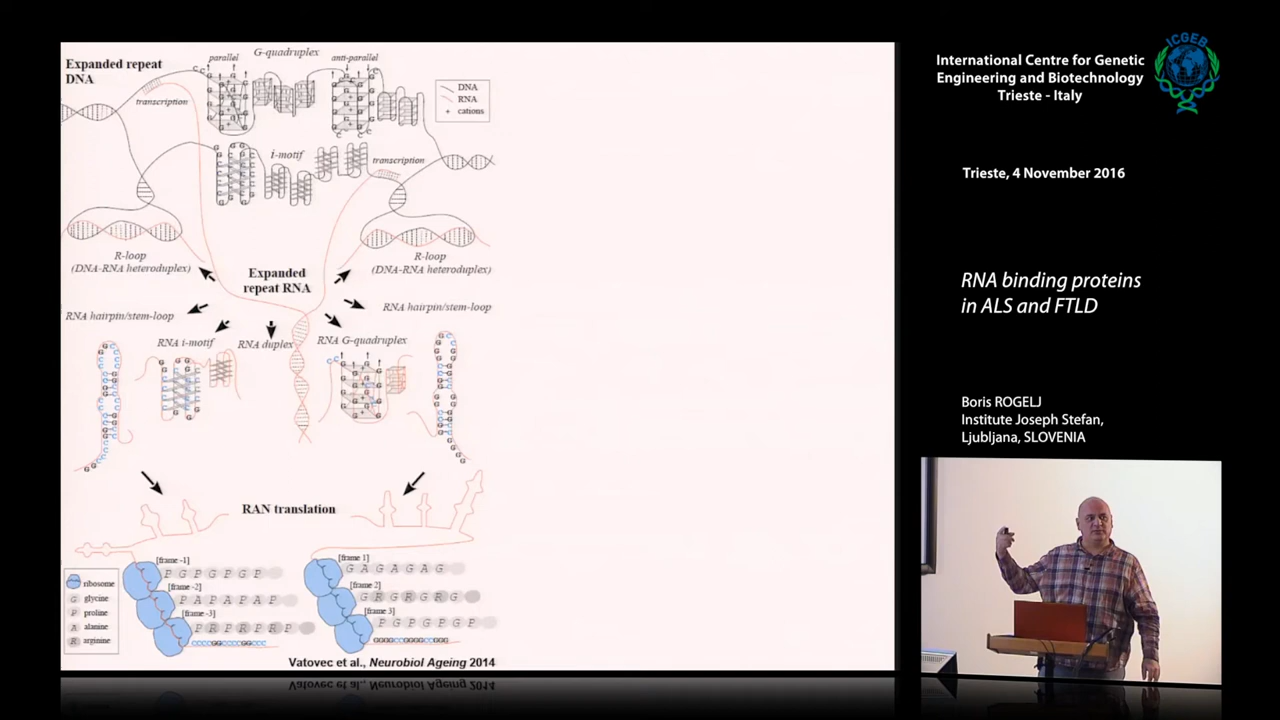 Expanded repeat
DNA
parallel
G-quadruplex
anti-parallel
transcription
DNA
RNA
cations
i-motif
transcription
R-loop
(DNA-RNA heteroduplex)
R-loop
(DNA-RNA heteroduplex)
Expanded
repeat RNA
RNA hairpin/stem-loop
RNA hairpin/stem-loop
RNA i-motif
RNA duplex
RNA G-quadruplex
RAN translation
[frame -1]
P G P G P G P
[frame -2]
P A P A P A P
[frame -3]
P R P R P R P
CCCCGGCCCCGGCCC
[frame 1]
G A G A G A G
[frame 2]
G R G R G R G
[frame 3]
P G P G P G P
GGGGCCGGGGCCGGG
ribosome
G glycine
P proline
A alanine
R arginine
Vatovec et al., Neurobiol Ageing 2014
International Centre for Genetic
Engineering and Biotechnology
Trieste - Italy
ICGEB
Trieste, 4 November 2016
RNA binding proteins
in ALS and FTLD
Boris ROGELJ
Institute Joseph Stefan,
Ljubljana, SLOVENIA